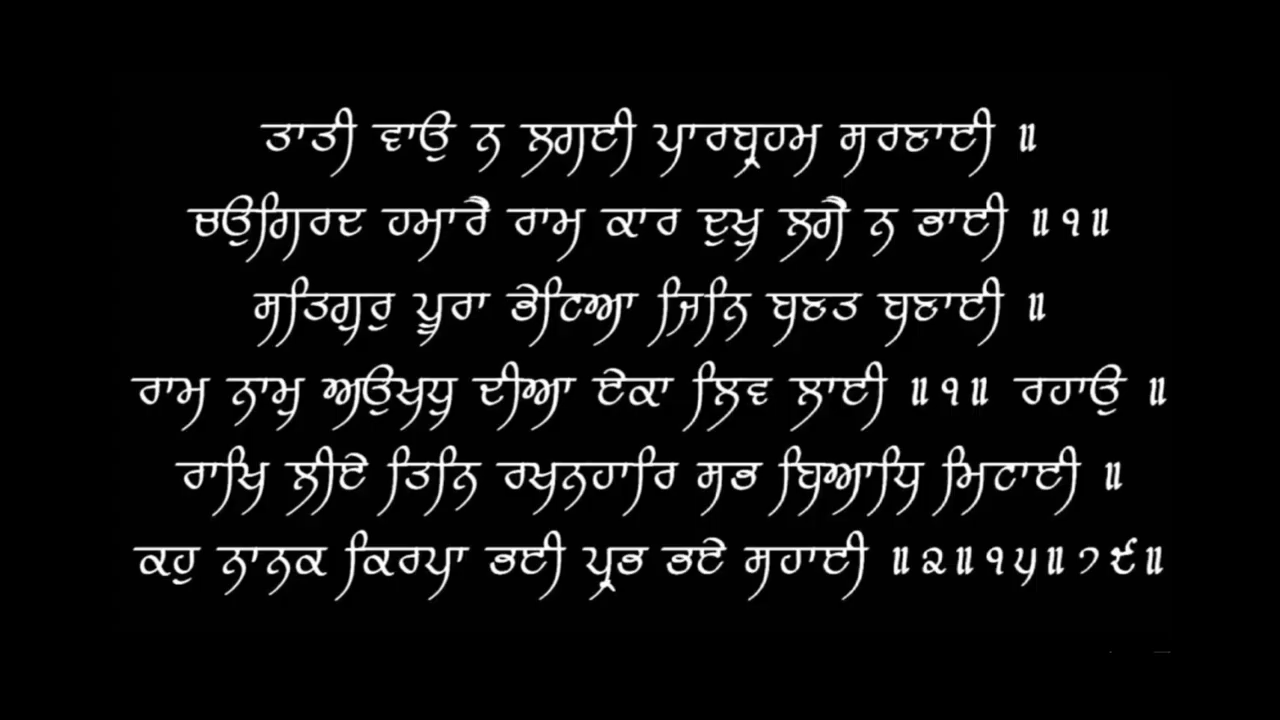 ਤਾਤੀ ਵਾਉ ਨ ਲਗਈ ਪਾਰਬ੍ਰਹਮ ਸਰਣਾਈ ॥
ਚਉਗਿਰਦ ਹਮਾਰੈ ਰਾਮ ਕਾਰ ਦੁਖੁ ਲਗੈ ਨ ਭਾਈ ॥੧॥
ਸਤਿਗੁਰੁ ਪੂਰਾ ਭੇਟਿਆ ਜਿਨਿ ਬਣਤ ਬਣਾਈ ॥
ਰਾਮ ਨਾਮੁ ਅਉਖਧੁ ਦੀਆ ਏਕਾ ਲਿਵ ਲਾਈ ॥੧॥ ਰਹਾਉ ॥
ਰਾਖਿ ਲੀਏ ਤਿਨਿ ਰਖਨਹਾਰਿ ਸਭ ਬਿਆਧਿ ਮਿਟਾਈ ॥
ਕਹੁ ਨਾਨਕ ਕਿਰਪਾ ਭਈ ਪ੍ਰਭ ਭਏ ਸਹਾਈ ॥੨॥੧੫॥੭੯॥